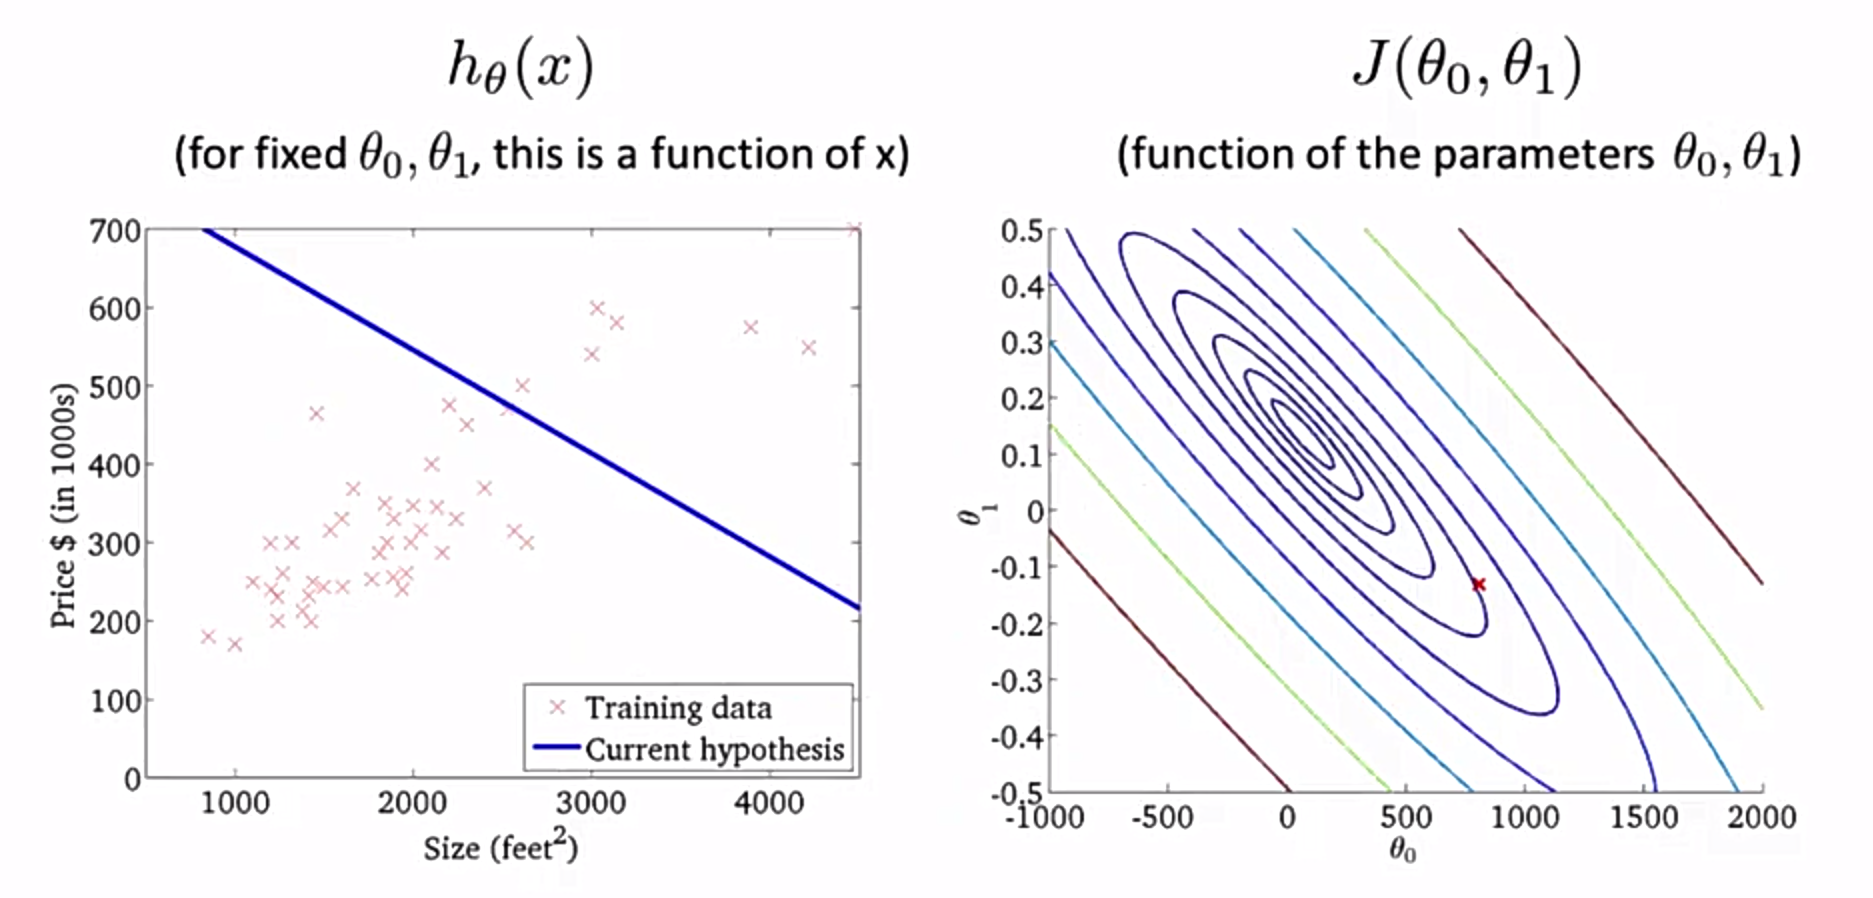 hθ(x)
(for fixed θ0, θ1, this is a function of x)
700
600
500
400
300
200
100
0
Price $ (in 1000s)
1000 2000 3000 4000
Size (feet²)
Training data
Current hypothesis
J(θ0, θ1)
(function of the parameters θ0, θ1)
0.5
0.4
0.3
0.2
0.1
0
-0.1
-0.2
-0.3
-0.4
-0.5
θ1
-1000 -500 0 500 1000 1500 2000
θ0